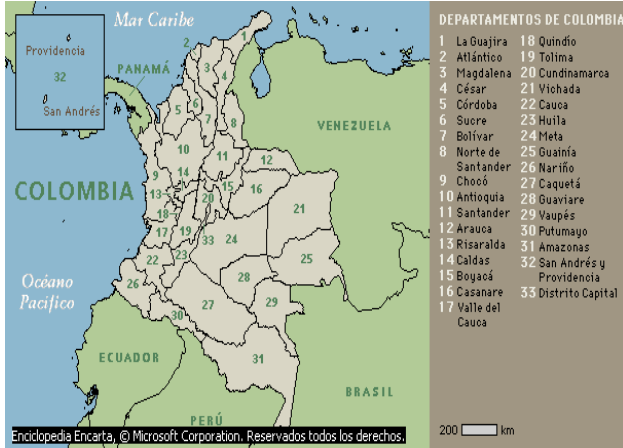 Mar Caribe
Providencia
32
San Andrés
PANAMÁ
VENEZUELA
COLOMBIA
Océano
Pacífico
ECUADOR
PERÚ
BRASIL
1
2
3
4
5
6
7
8
9
10
11
12
13
14
15
16
17
18
19
20
21
22
23
24
25
26
27
28
29
30
31
33
Enciclopedia Encarta, © Microsoft Corporation. Reservados todos los derechos.
DEPARTAMENTOS DE COLOMBIA
1 La Guajira
2 Atlántico
3 Magdalena
4 César
5 Córdoba
6 Sucre
7 Bolívar
8 Norte de
Santander
9 Chocó
10 Antioquia
11 Santander
12 Arauca
13 Risaralda
14 Caldas
15 Boyacá
16 Casanare
17 Valle del
Cauca
18 Quindío
19 Tolima
20 Cundinamarca
21 Vichada
22 Cauca
23 Huila
24 Meta
25 Guainía
26 Nariño
27 Caquetá
28 Guaviare
29 Vaupés
30 Putumayo
31 Amazonas
32 San Andrés y
Providencia
33 Distrito Capital
200 km